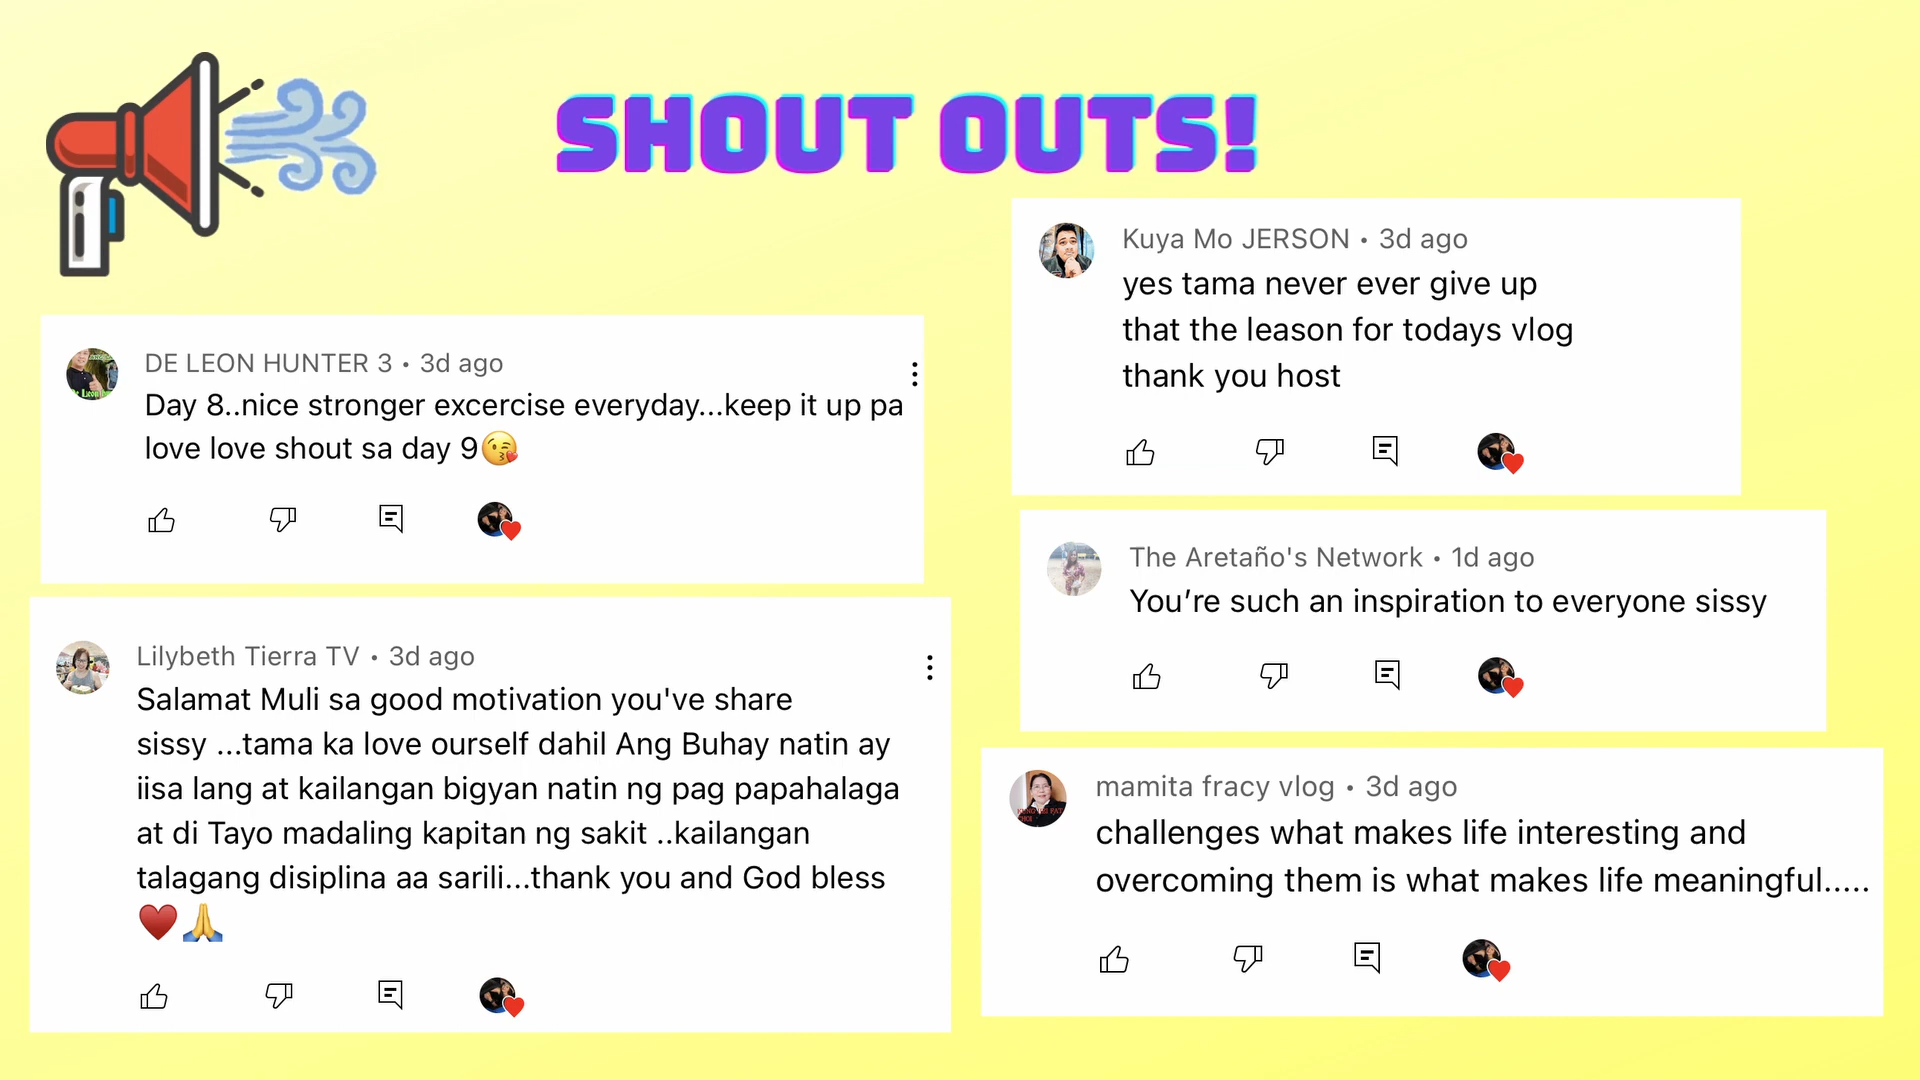 SHOUT OUTS!
DE LEON HUNTER 3 • 3d ago
Day 8..nice stronger excercise everyday...keep it up pa
love love shout sa day 9😘
Lilybeth Tierra TV • 3d ago
Salamat Muli sa good motivation you've share
sissy ...tama ka love ourself dahil Ang Buhay natin ay
iisa lang at kailangan bigyan natin ng pag papahalaga
at di Tayo madaling kapitan ng sakit ..kailangan
talagang disiplina aa sarili...thank you and God bless
♥️🙏
Kuya Mo JERSON • 3d ago
yes tama never ever give up
that the leason for todays vlog
thank you host
The Aretaño's Network • 1d ago
You’re such an inspiration to everyone sissy
mamita fracy vlog • 3d ago
challenges what makes life interesting and
overcoming them is what makes life meaningful.....